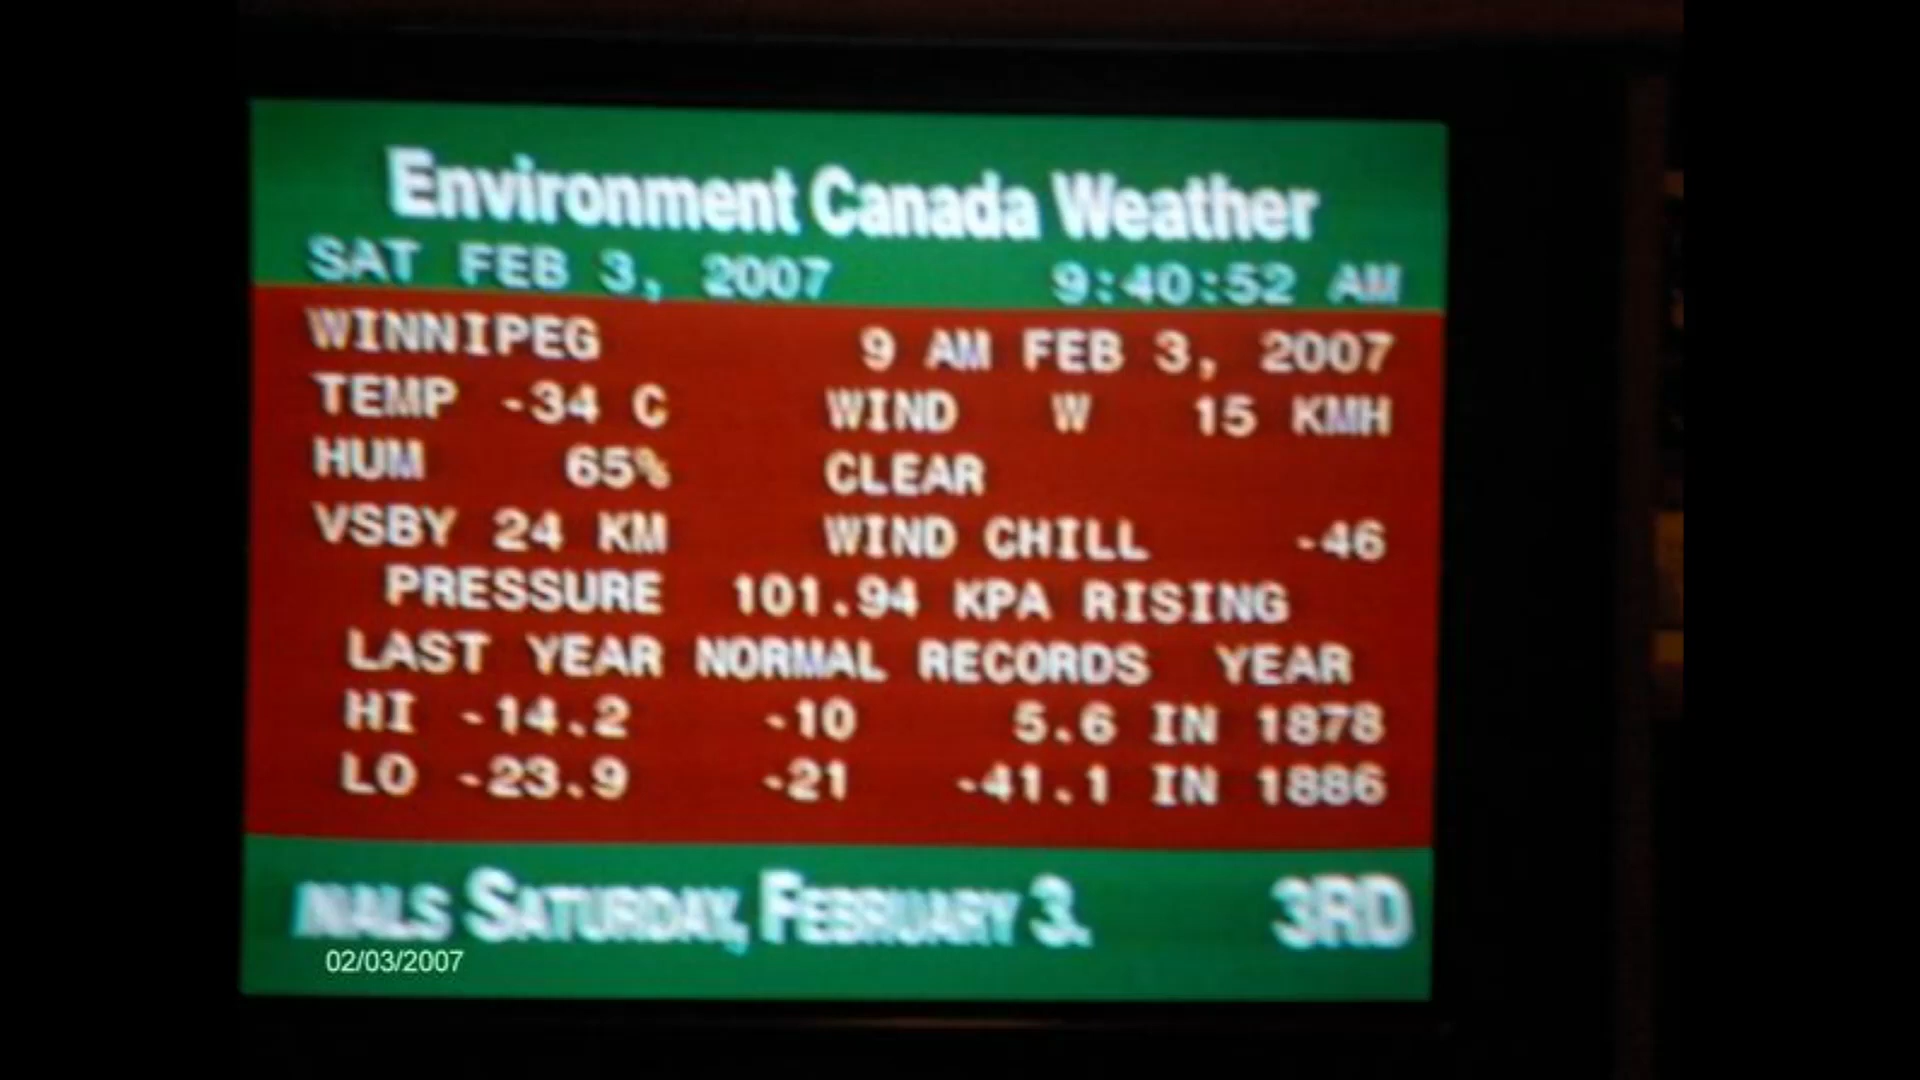 Environment Canada Weather
SAT FEB 3, 2007 9:40:52 AM
WINNIPEG 9 AM FEB 3, 2007
TEMP -34 C WIND W 15 KMH
HUM 65% CLEAR
VSBY 24 KM WIND CHILL -46
PRESSURE 101.94 KPA RISING
LAST YEAR NORMAL RECORDS YEAR
HI -14.2 -10 5.6 IN 1878
LO -23.9 -21 -41.1 IN 1886
NALS SATURDAY, FEBRUARY 3. 3RD
02/03/2007